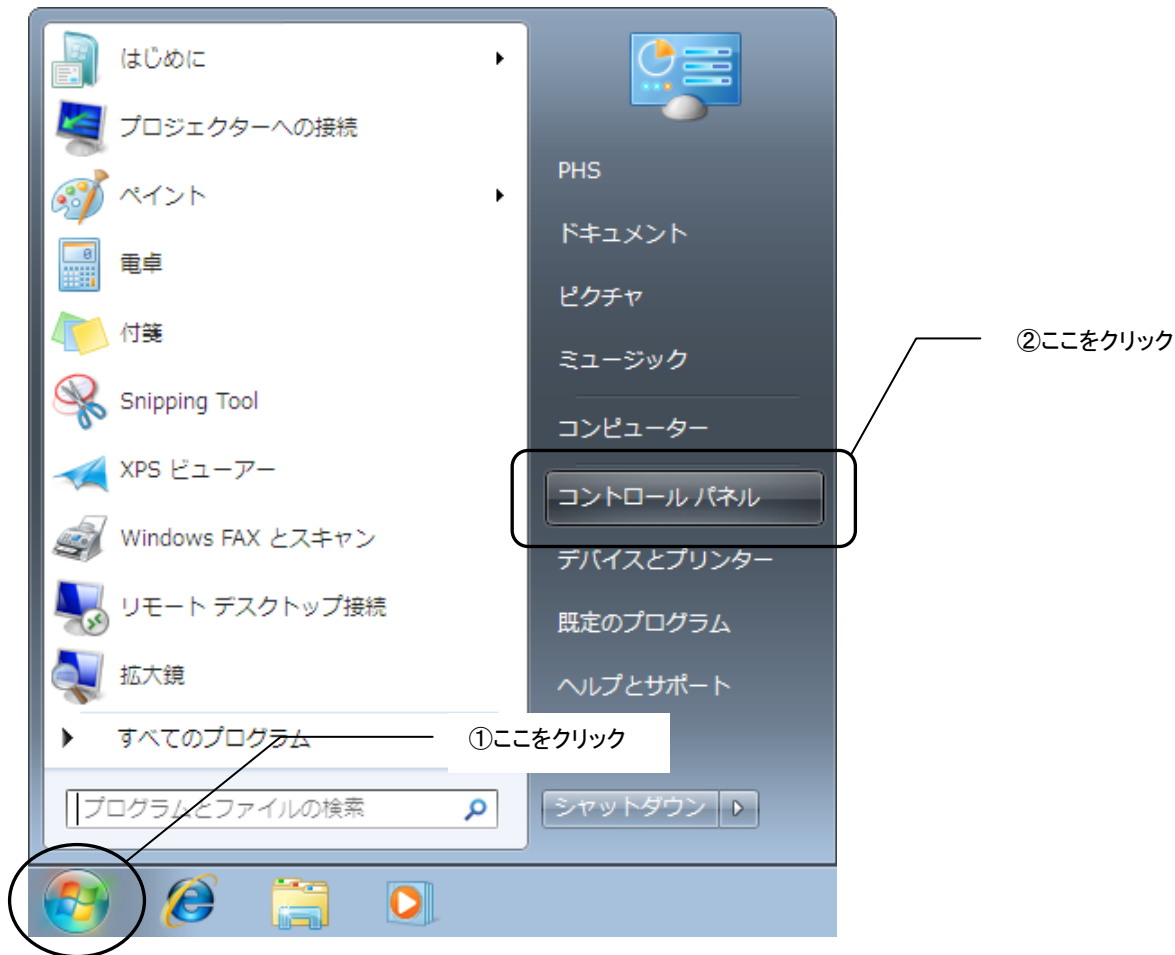 はじめに
プロジェクターへの接続
ペイント
電卓
付箋
Snipping Tool
XPS ビューアー
Windows FAX とスキャン
リモート デスクトップ接続
拡大鏡
すべてのプログラム
プログラムとファイルの検索
PHS
ドキュメント
ピクチャ
ミュージック
コンピューター
コントロール パネル
デバイスとプリンター
既定のプログラム
ヘルプとサポート
シャットダウン
①ここをクリック
②ここをクリック